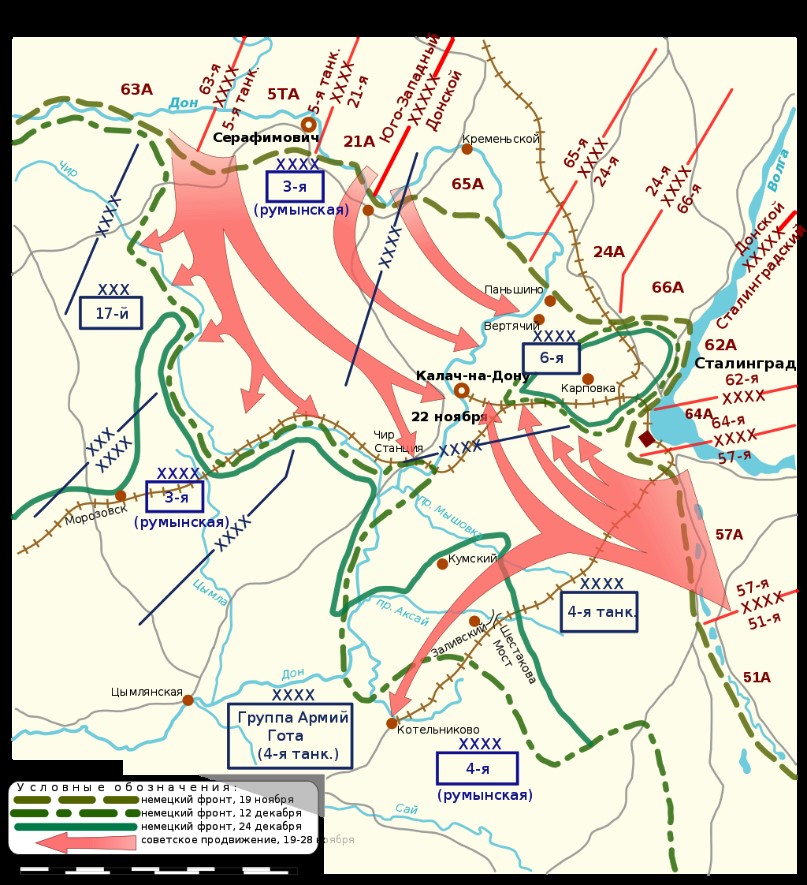 63А
63-я
XXXX
5-я танк.
Дон
5ТА
5-я танк.
XXXX
21-я
Юго-Западный
XXXXX
Донской
Серафимович
21А
XXXX
3-я
(румынская)
Кременьской
65А
65-я
XXXX
24-я
24-я
XXXX
66-я
Волга
Донской
XXXXX
Сталинградский
Чир
XXXX
XXXX
24А
66А
XXX
17-й
Паньшино
Вертячий
XXXX
6-я
62А
Сталинград
Калач-на-Дону
Карповка
62-я
XXXX
22 ноября
64А
64-я
XXXX
57-я
Чир
Станция
XXXX
XXX
XXXX
XXXX
3-я
(румынская)
Морозовск
XXXX
пр. Мышовка
57А
Кумский
Цымла
XXXX
4-я танк.
57-я
XXXX
51-я
пр. Аксай
Заливский
Шестакова
Мост
51А
Дон
Цымлянская
XXXX
Группа Армий
Гота
(4-я танк.)
Котельниково
XXXX
4-я
(румынская)
Условные обозначения:
немецкий фронт, 19 ноября
немецкий фронт, 12 декабря
немецкий фронт, 24 декабря
советское продвижение, 19-28 ноября
Сай